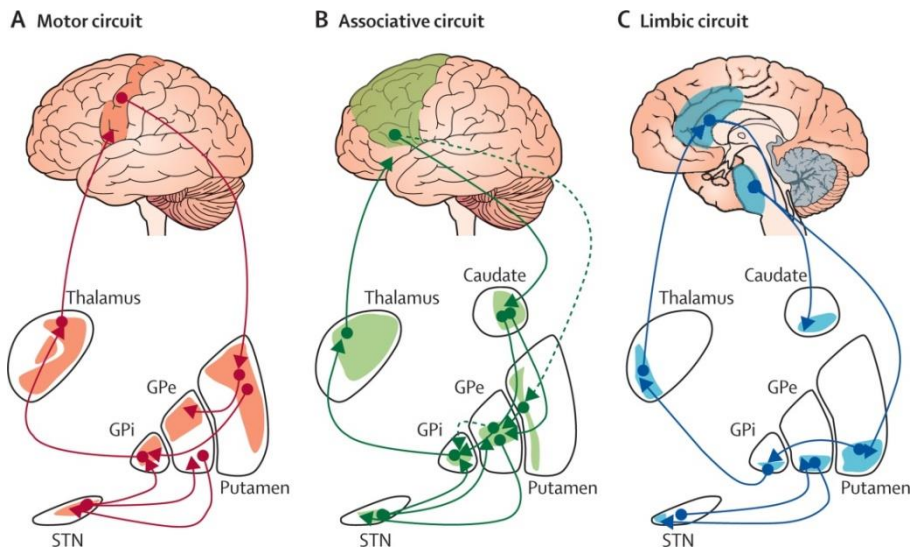 A Motor circuit
B Associative circuit
C Limbic circuit
Thalamus
GPe
GPi
Putamen
STN
Caudate
Thalamus
GPe
GPi
STN
Caudate
Thalamus
GPe
GPi
Putamen
STN